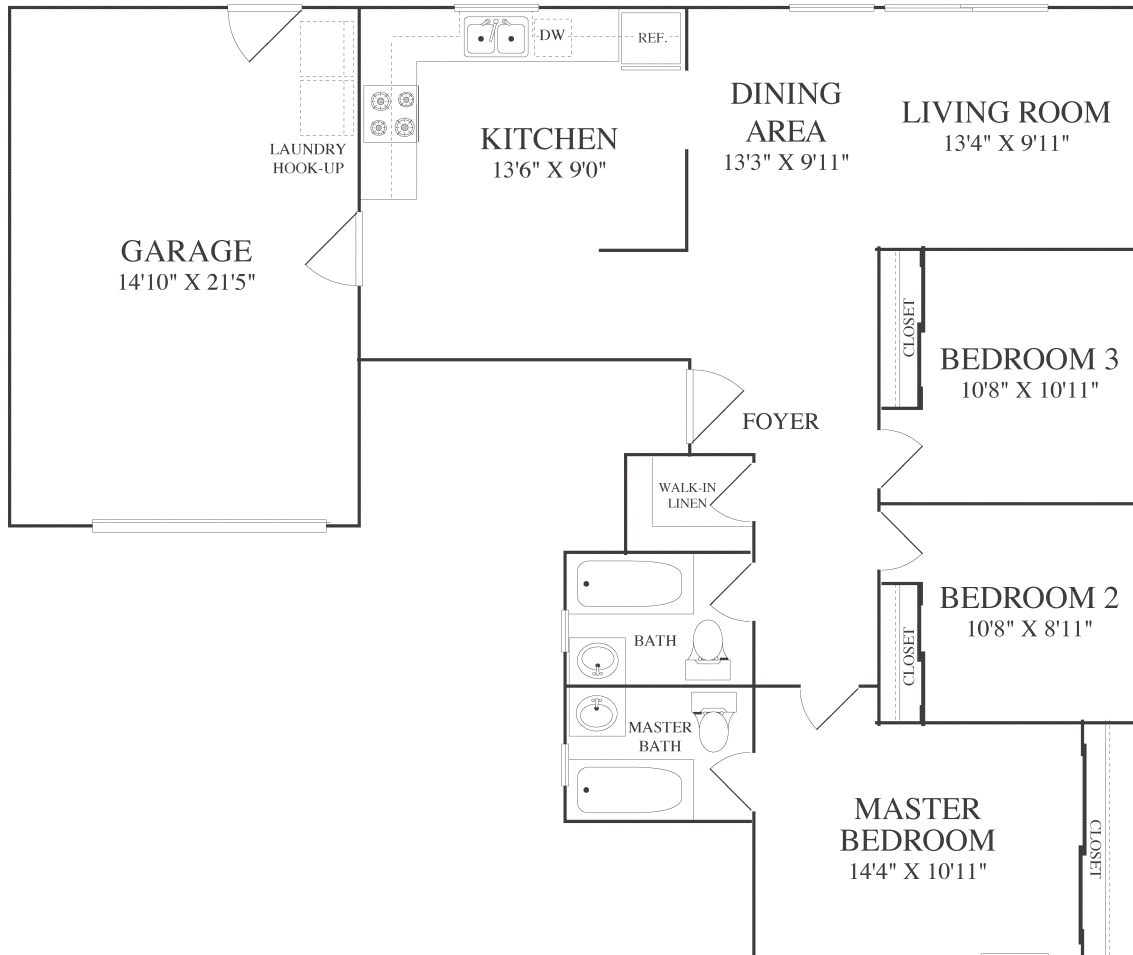 DW
REF.
DINING
AREA
13'3" X 9'11"
LIVING ROOM
13'4" X 9'11"
KITCHEN
13'6" X 9'0"
LAUNDRY
HOOK-UP
GARAGE
14'10" X 21'5"
CLOSET
BEDROOM 3
10'8" X 10'11"
FOYER
WALK-IN
LINEN
BEDROOM 2
10'8" X 8'11"
CLOSET
BATH
MASTER
BATH
MASTER
BEDROOM
14'4" X 10'11"
CLOSET